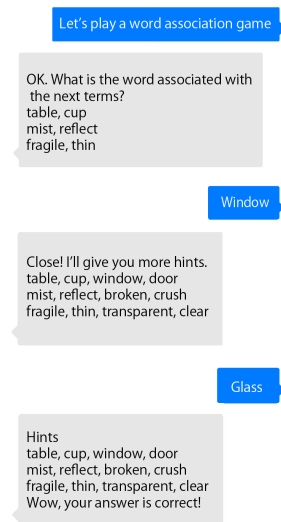 Let’s play a word association game
OK. What is the word associated with
the next terms?
table, cup
mist, reflect
fragile, thin
Window
Close! I’ll give you more hints.
table, cup, window, door
mist, reflect, broken, crush
fragile, thin, transparent, clear
Glass
Hints
table, cup, window, door
mist, reflect, broken, crush
fragile, thin, transparent, clear
Wow, your answer is correct!